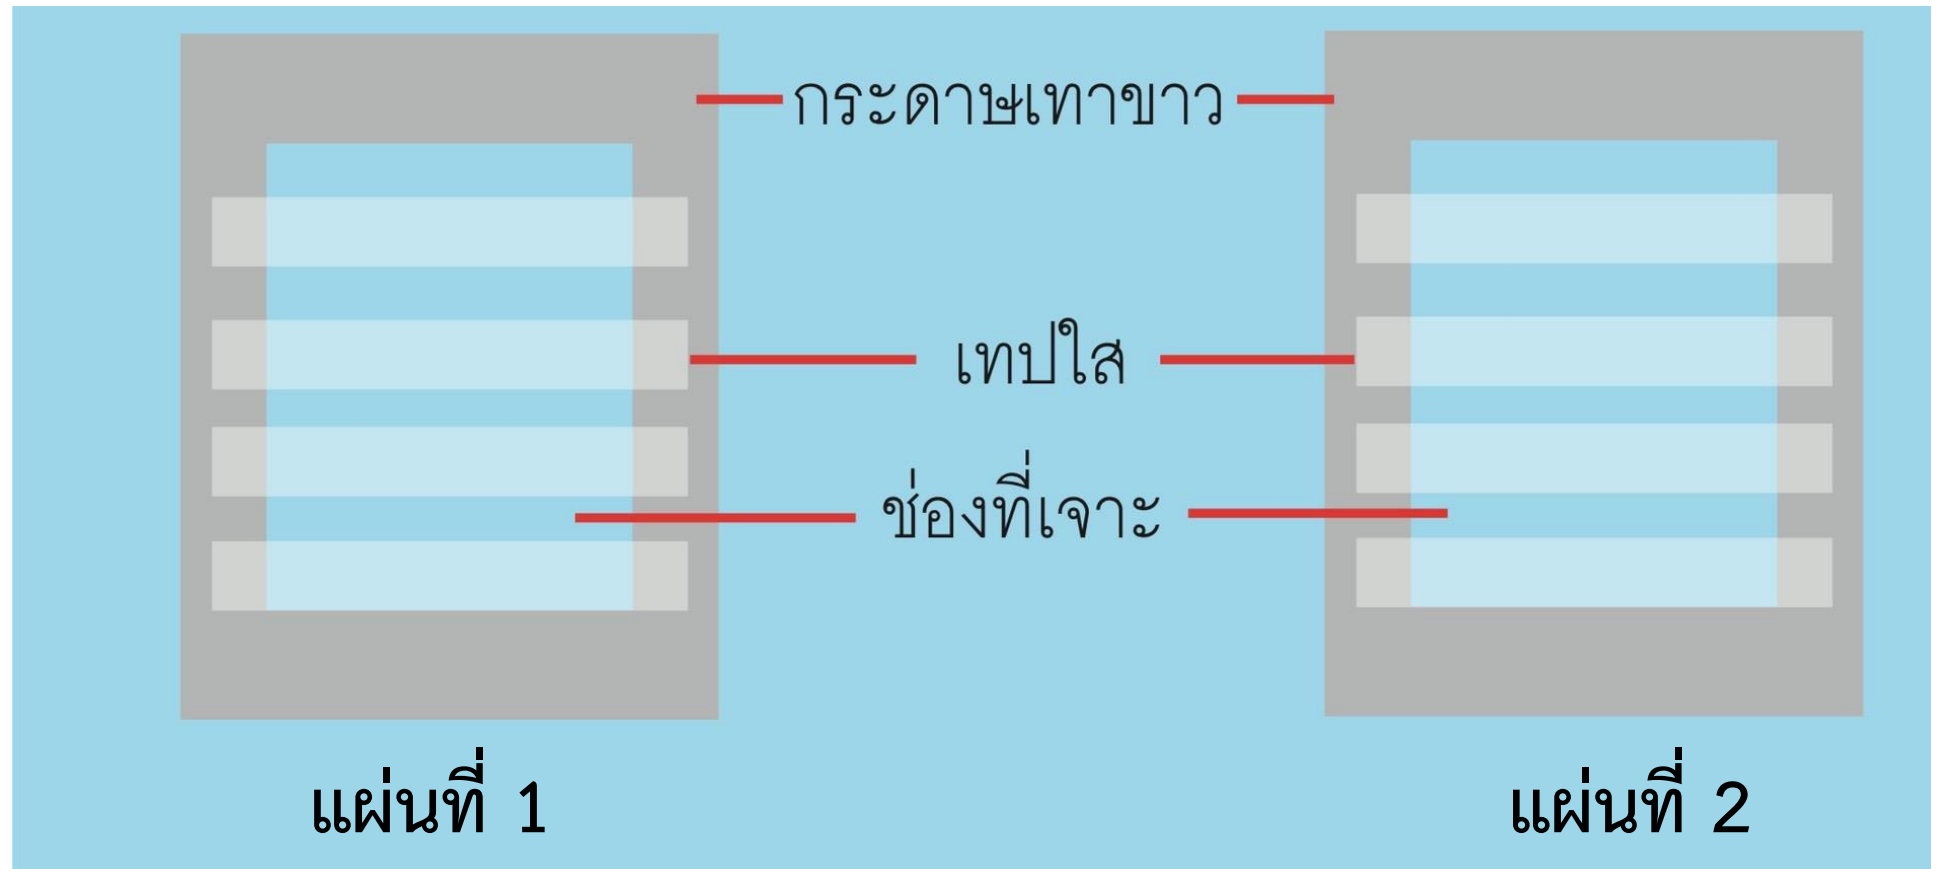 กระดาษเทาขาว
เทปใส
ช่องที่เจาะ
แผ่นที่ 1
แผ่นที่ 2